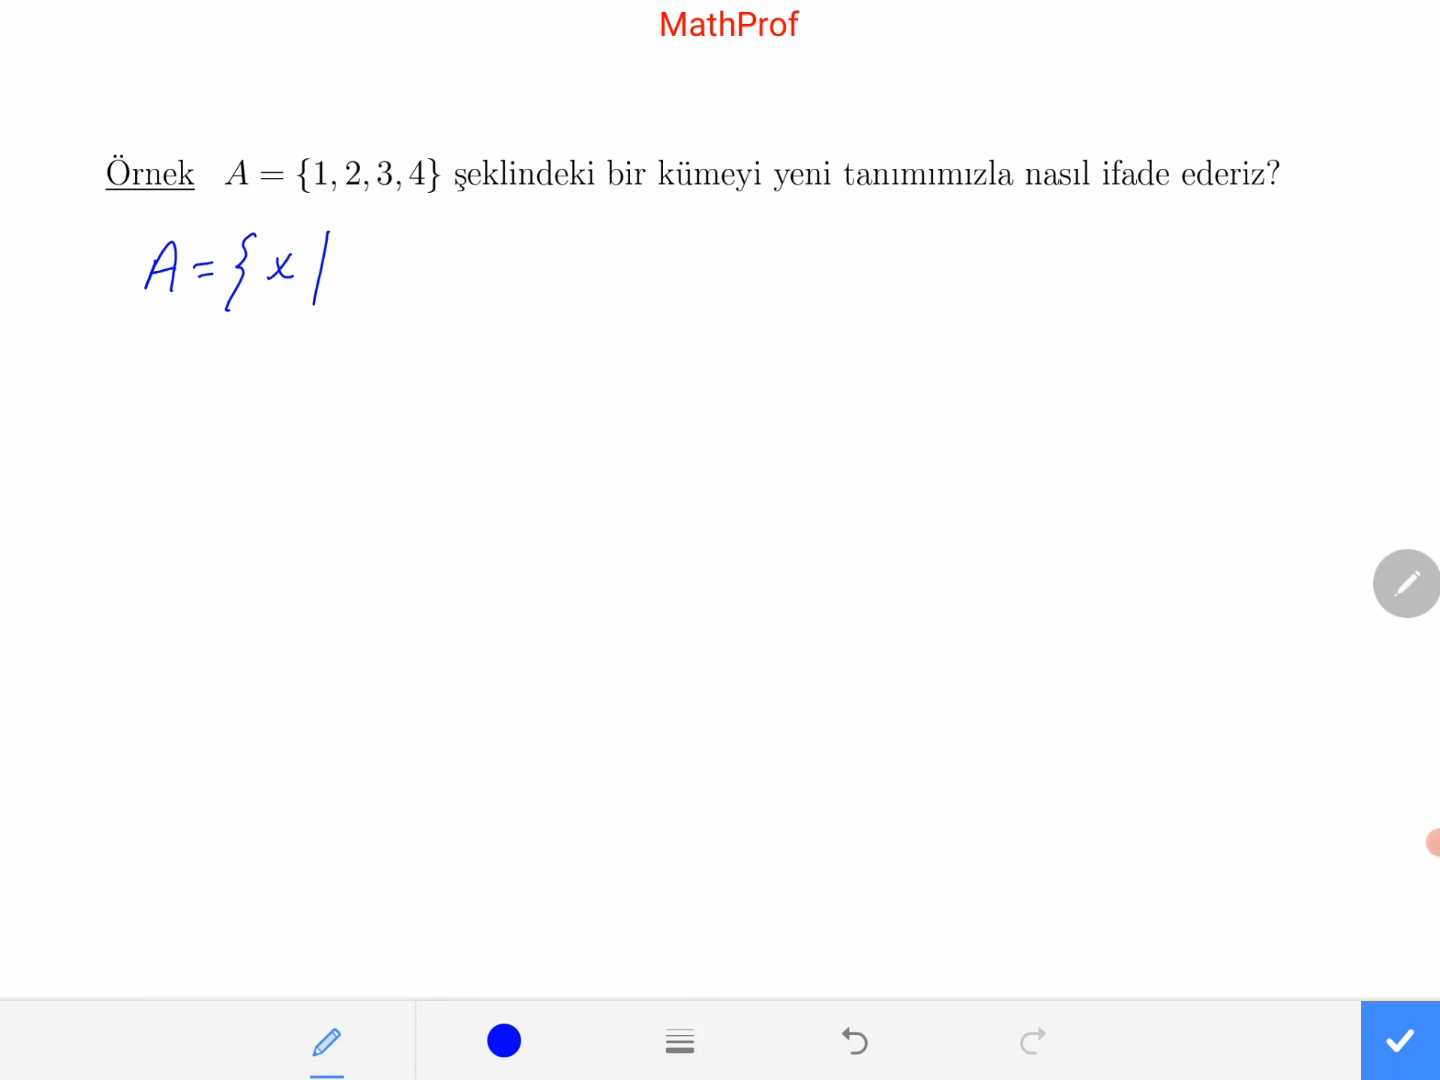 MathProf
Örnek A = {1, 2, 3, 4} şeklindeki bir kümeyi yeni tanımımızla nasıl ifade ederiz?
A = { x |